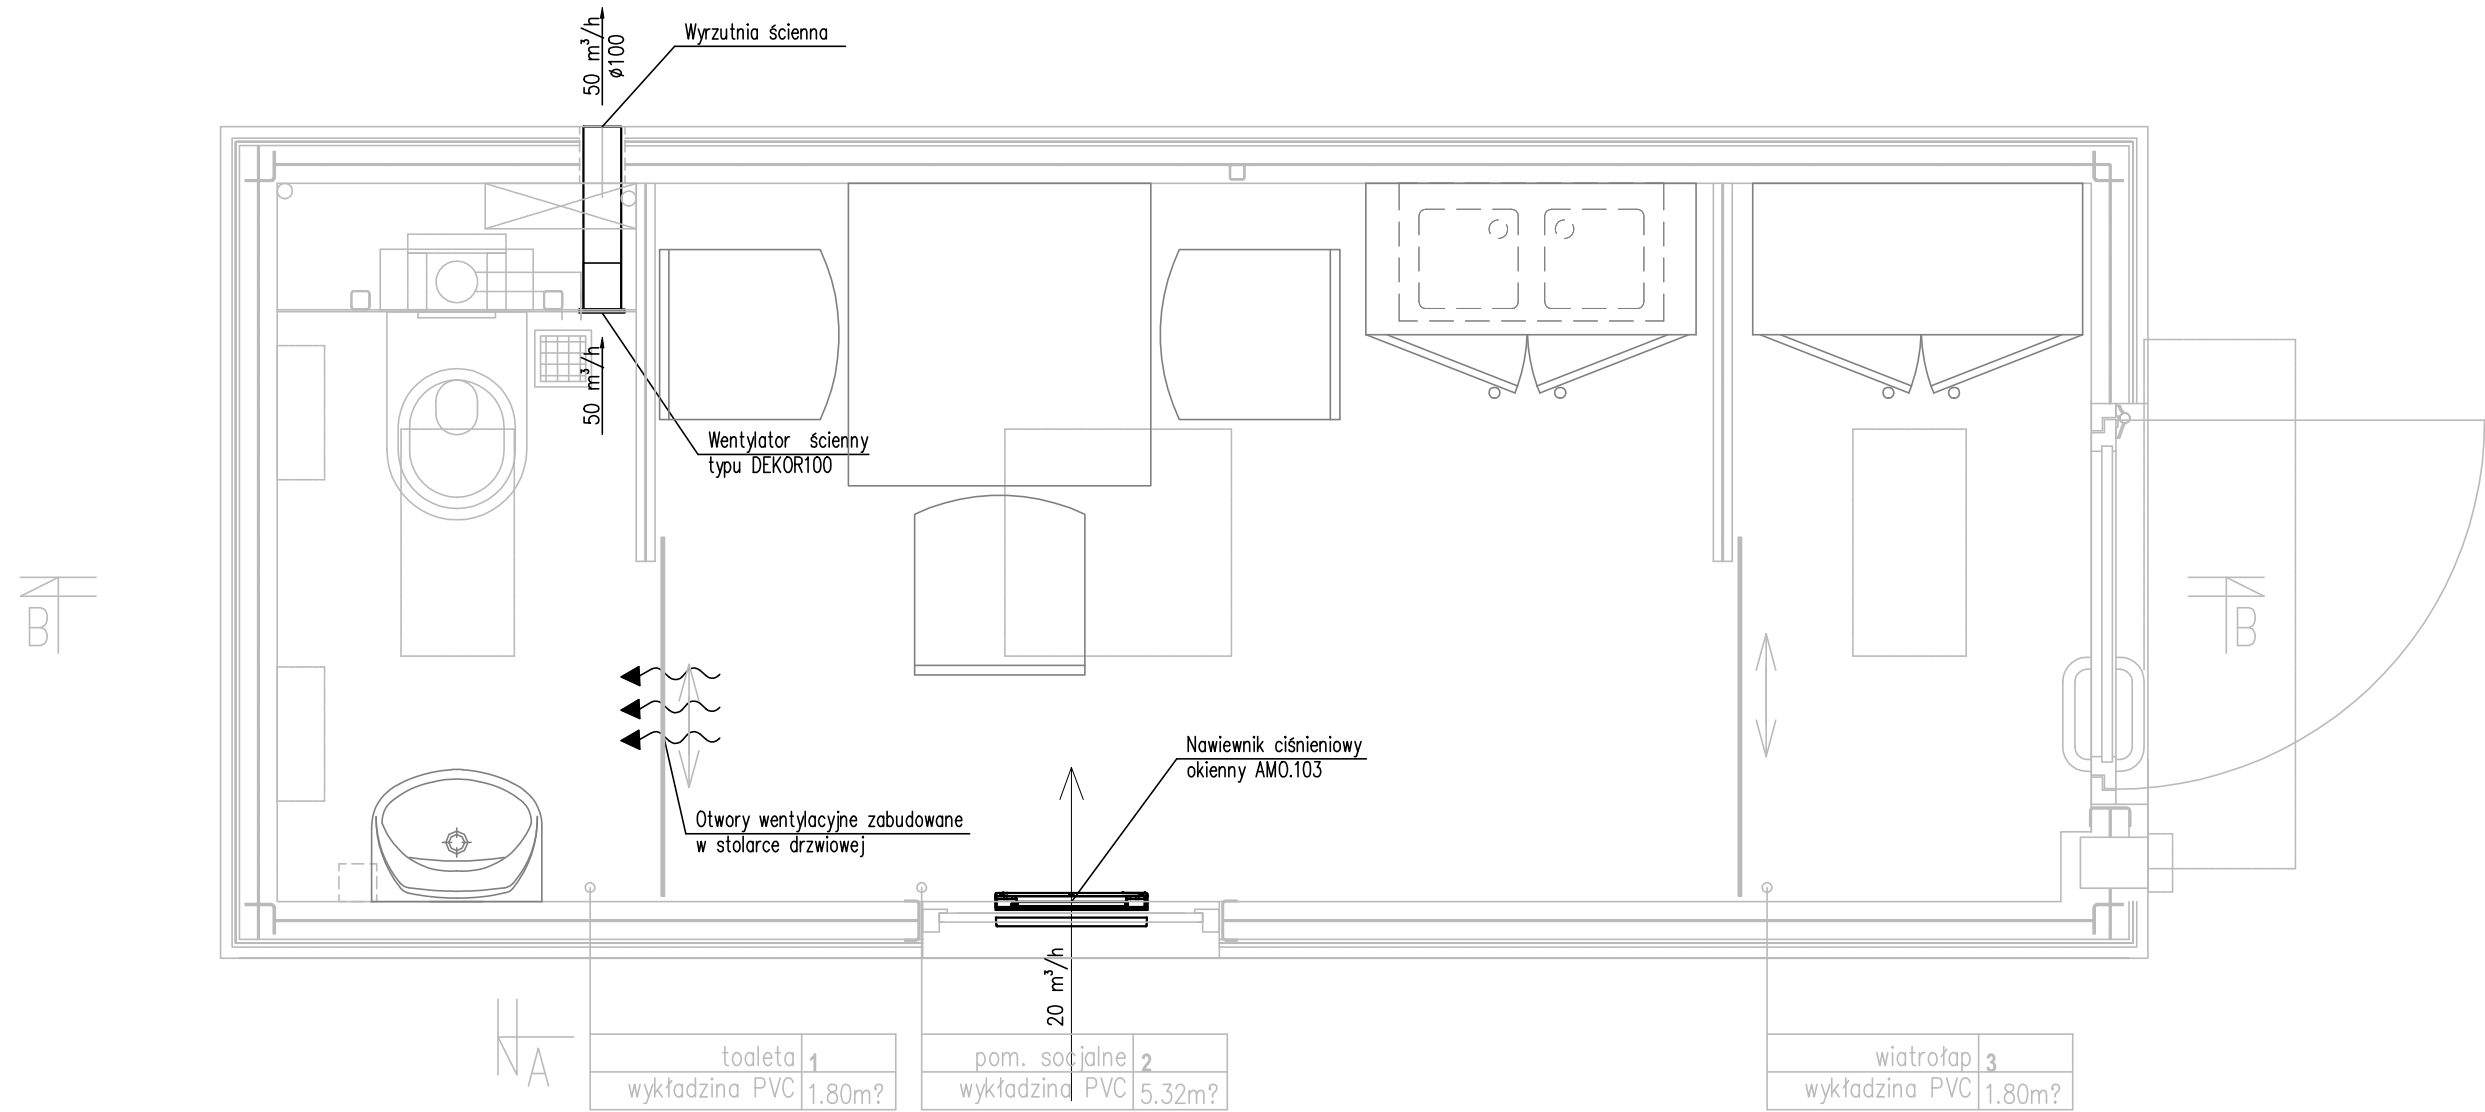 50 m³/h
ø100
Wyrzutnia ścienna
50 m³/h
Wentylator ścienny
typu DEKOR100
B
B
Nawiewnik ciśnieniowy
okienny AMO.103
Otwory wentylacyjne zabudowane
w stolarce drzwiowej
20 m³/h
A
toaleta 1
wykładzina PVC 1.80m?
pom. socjalne 2
wykładzina PVC 5.32m?
wiatrołap 3
wykładzina PVC 1.80m?